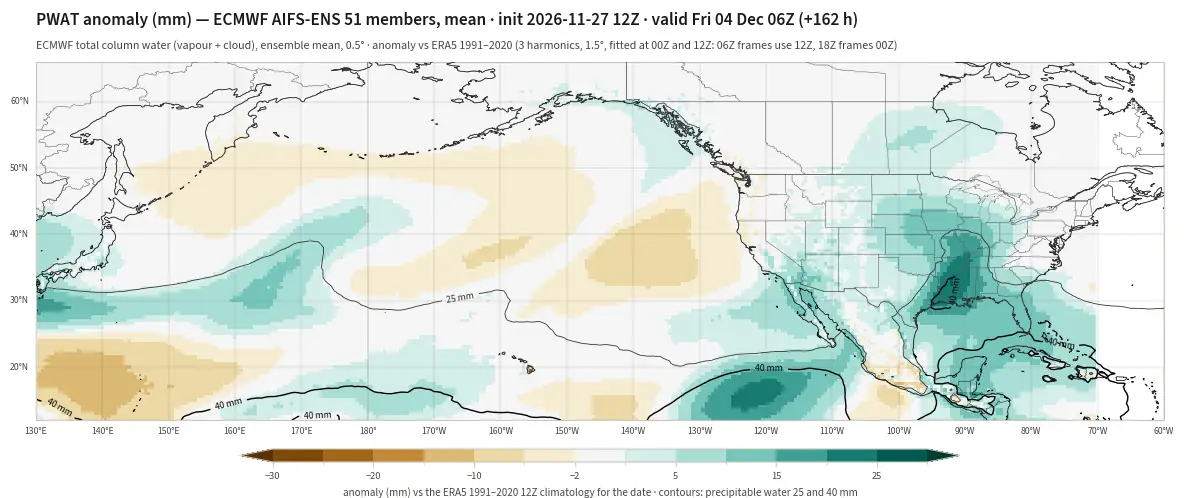 PWAT anomaly (mm) — ECMWF AIFS-ENS 51 members, mean · init 2026-11-27 12Z · valid Fri 04 Dec 06Z (+162 h)
ECMWF total column water (vapour + cloud), ensemble mean, 0.5° · anomaly vs ERA5 1991–2020 (3 harmonics, 1.5°, fitted at 00Z and 12Z: 06Z frames use 12Z, 18Z frames 00Z)
60°N
50°N
40°N
30°N
20°N
25 mm
40 mm
40 mm
40 mm
40 mm
40 mm
130°E 140°E 150°E 160°E 170°E 180° 170°W 160°W 150°W 140°W 130°W 120°W 110°W 100°W 90°W 80°W 70°W 60°W
−30 −20 −10 −2 5 15 25
anomaly (mm) vs the ERA5 1991–2020 12Z climatology for the date · contours: precipitable water 25 and 40 mm